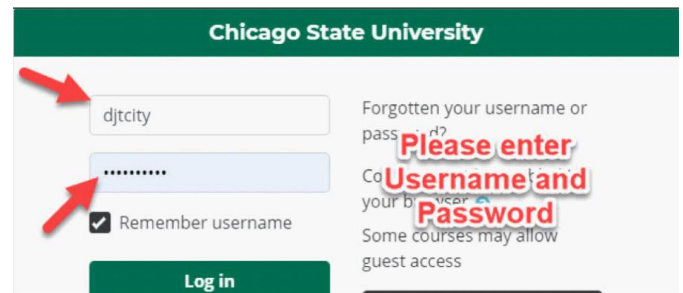 Chicago State University
djtcity
••••••••••
Remember username
Log in
Forgotten your username or
Please enter
Username and
Password
your
Some courses may allow
guest access